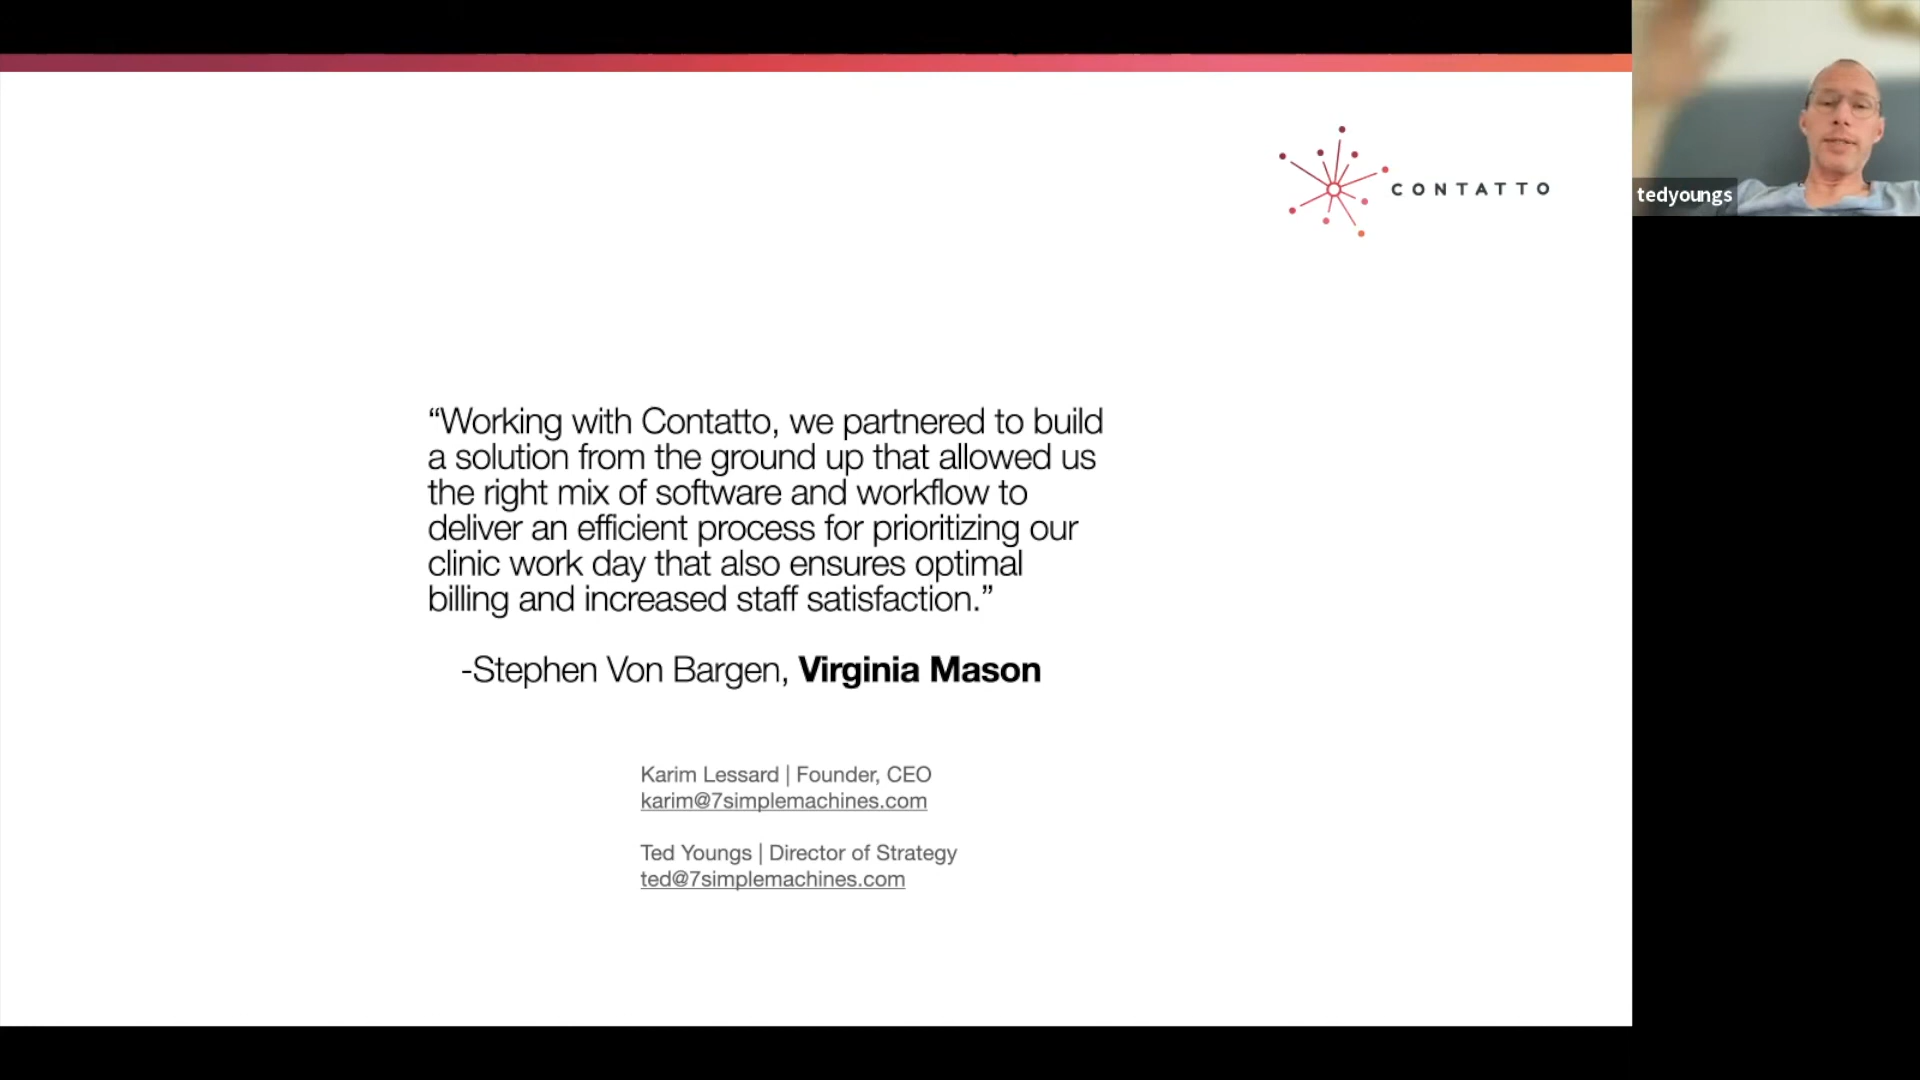 CONTATTO
tedyoungs
“Working with Contatto, we partnered to build
a solution from the ground up that allowed us
the right mix of software and workflow to
deliver an efficient process for prioritizing our
clinic work day that also ensures optimal
billing and increased staff satisfaction.”
-Stephen Von Bargen, Virginia Mason
Karim Lessard | Founder, CEO
karim@7simplemachines.com
Ted Youngs | Director of Strategy
ted@7simplemachines.com